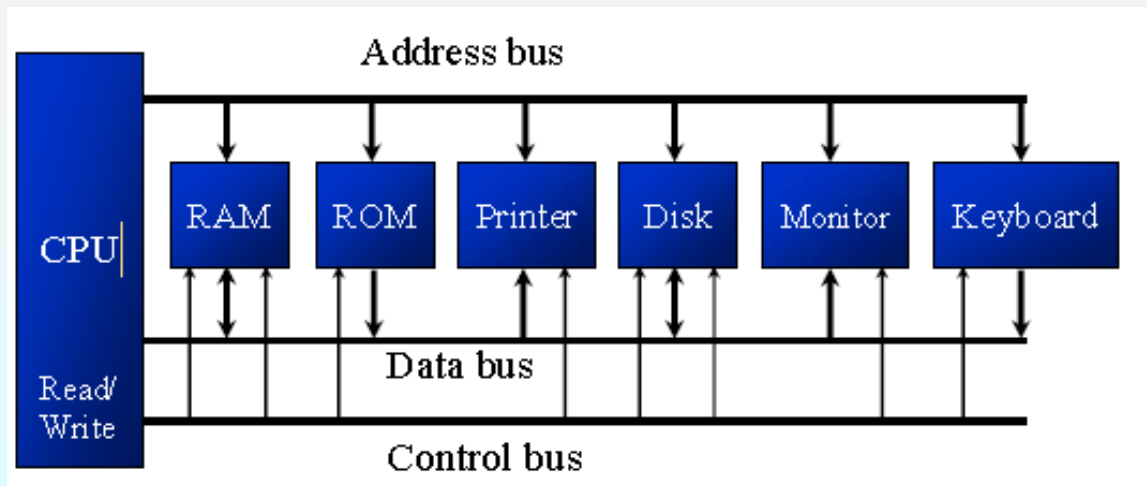 Address bus
RAM
ROM
Printer
Disk
Monitor
Keyboard
CPU
Data bus
Read/
Write
Control bus